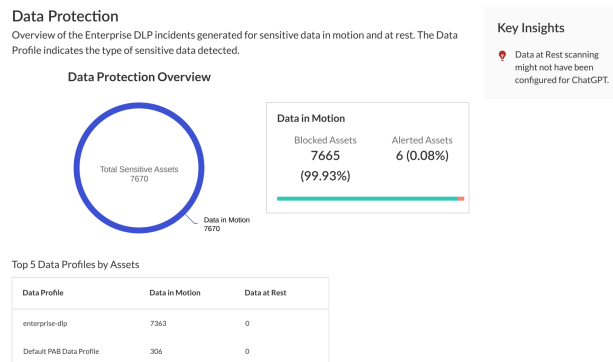 Data Protection
Overview of the Enterprise DLP incidents generated for sensitive data in motion and at rest. The Data
Profile indicates the type of sensitive data detected.
Key Insights
Data at Rest scanning
might not have been
configured for ChatGPT.
Data Protection Overview
Total Sensitive Assets
7670
Data in Motion
7670
Data in Motion
Blocked Assets
7665
(99.93%)
Alerted Assets
6 (0.08%)
Top 5 Data Profiles by Assets
Data Profile Data in Motion Data at Rest
enterprise-dlp 7363 0
Default PAB Data Profile 306 0